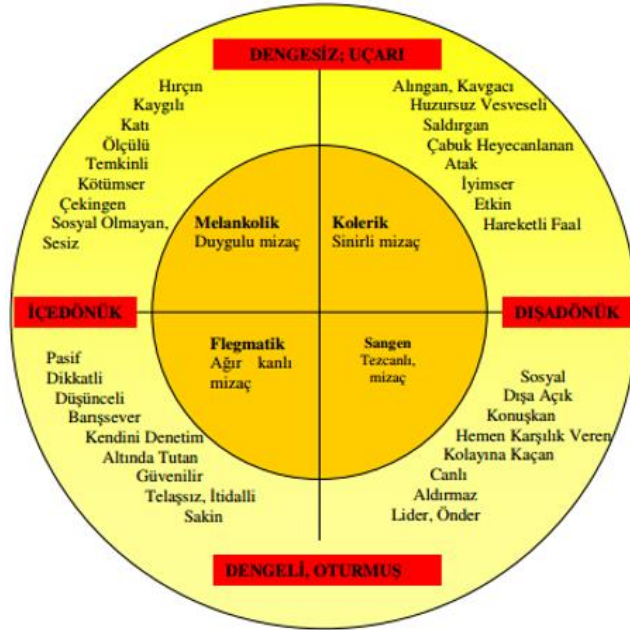 DENGESİZ; UÇARI
Hırçın
Kaygılı
Katı
Ölçülü
Temkinli
Kötümser
Çekingen
Sosyal Olmayan,
Sesiz
Alıngan, Kavgacı
Huzursuz Vesveseli
Saldırgan
Çabuk Heyecanlanan
Atak
İyimser
Etkin
Hareketli Faal
Melankolik
Duygulu mizaç
Kolerik
Sinirli mizaç
İÇEDÖNÜK
DIŞADÖNÜK
Flegmatik
Ağır kanlı
mizaç
Sangen
Tezcanlı,
mizaç
Pasif
Dikkatli
Düşünceli
Barışsever
Kendini Denetim
Altında Tutan
Güvenilir
Telaşsız, İtidalli
Sakin
Sosyal
Dışa Açık
Konuşkan
Hemen Karşılık Veren
Kolayına Kaçan
Canlı
Aldırmaz
Lider, Önder
DENGELİ, OTURMUŞ